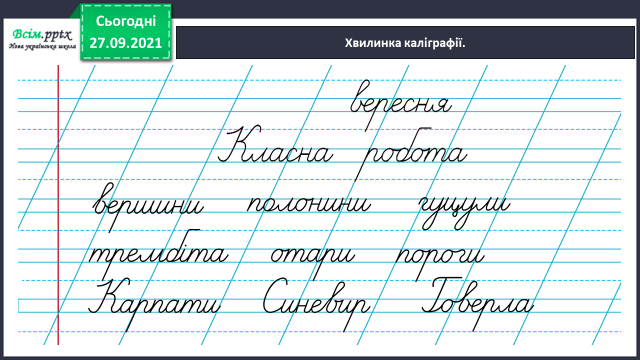 Всім.pptx
Нова українська школа
Сьогодні
27.09.2021
Хвилинка каліграфії.
вересня
Класна робота
вершини полонини гуцули
трембіта отари пороги
Карпати Синевир Говерла